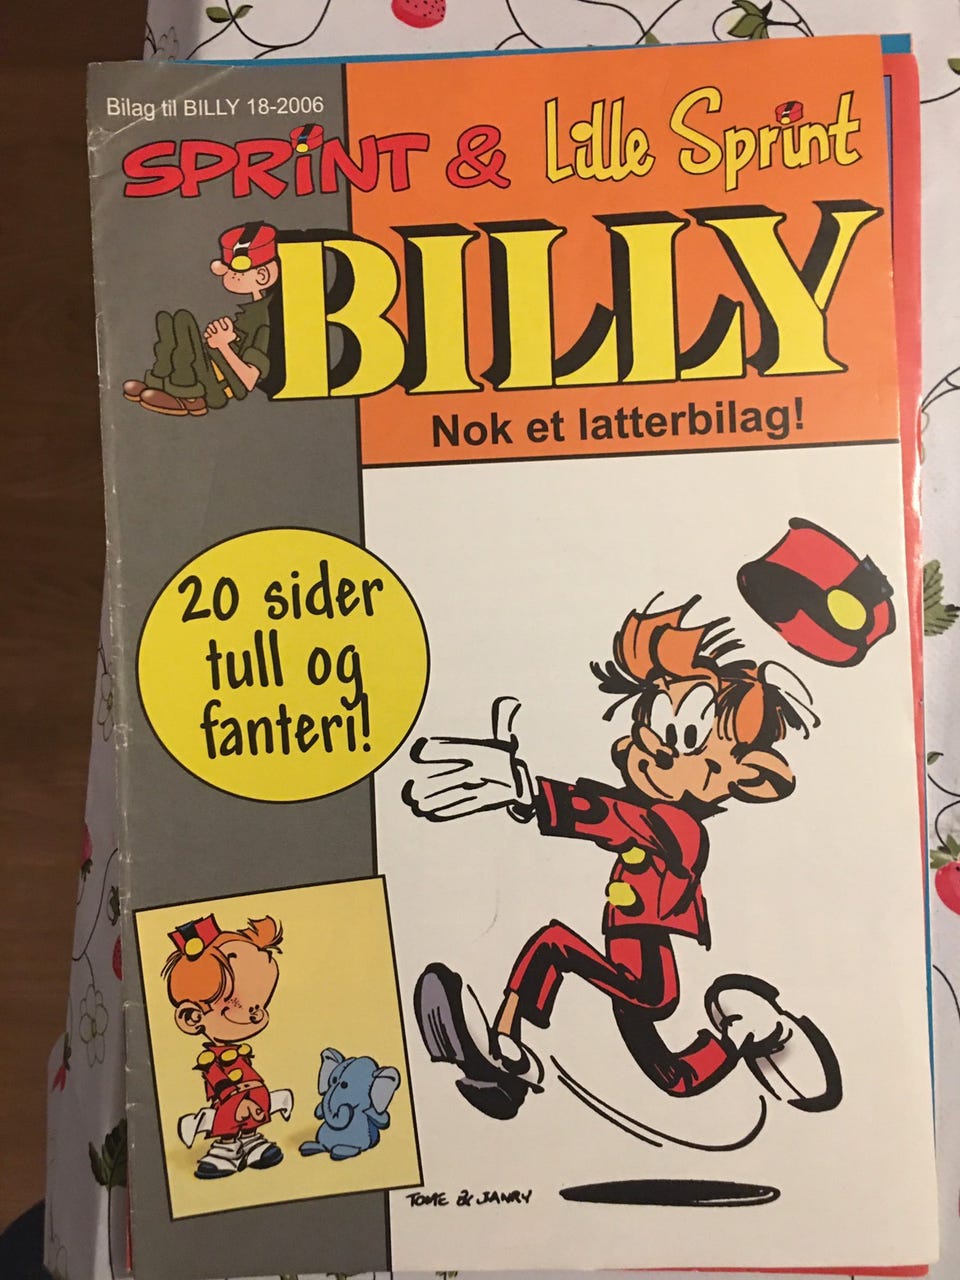 Bilag til BILLY 18-2006
SPRiNT & Lille Sprint
BILLY
Nok et latterbilag!
20 sider
tull og
fanteri!
TOME & JANRY